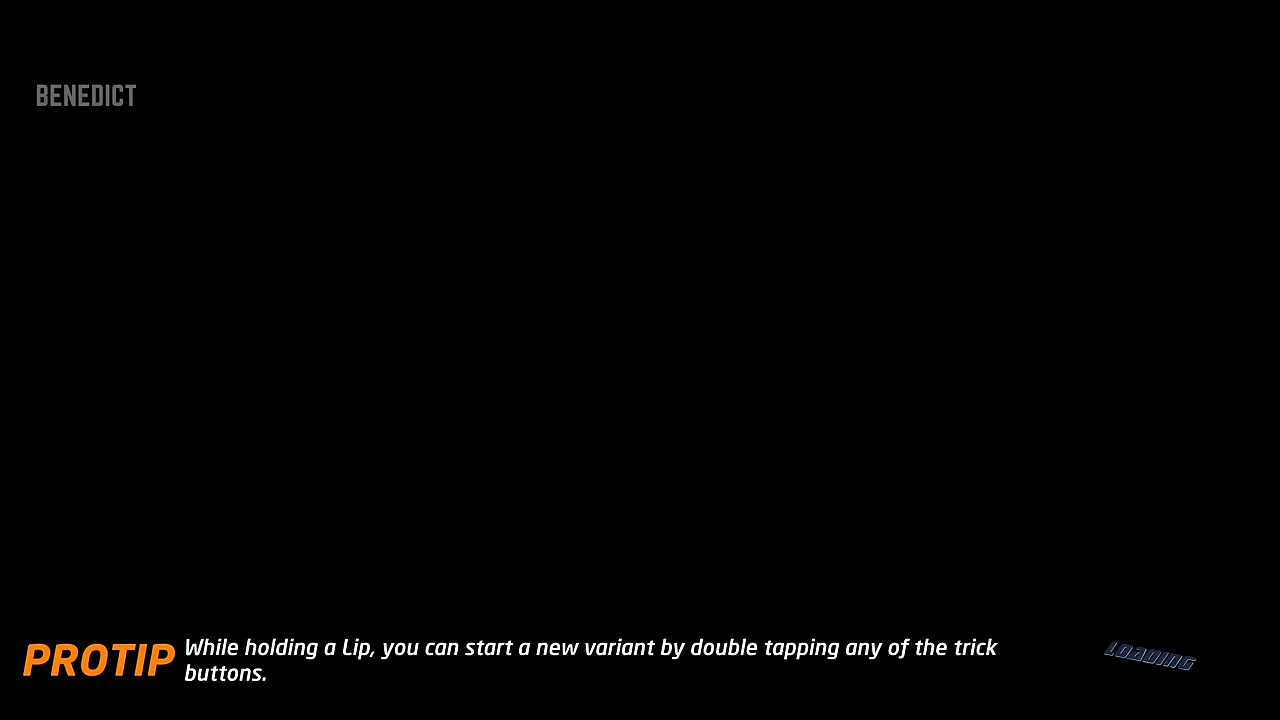 BENEDICT
PROTIP While holding a Lip, you can start a new variant by double tapping any of the trick
buttons.
LOADING